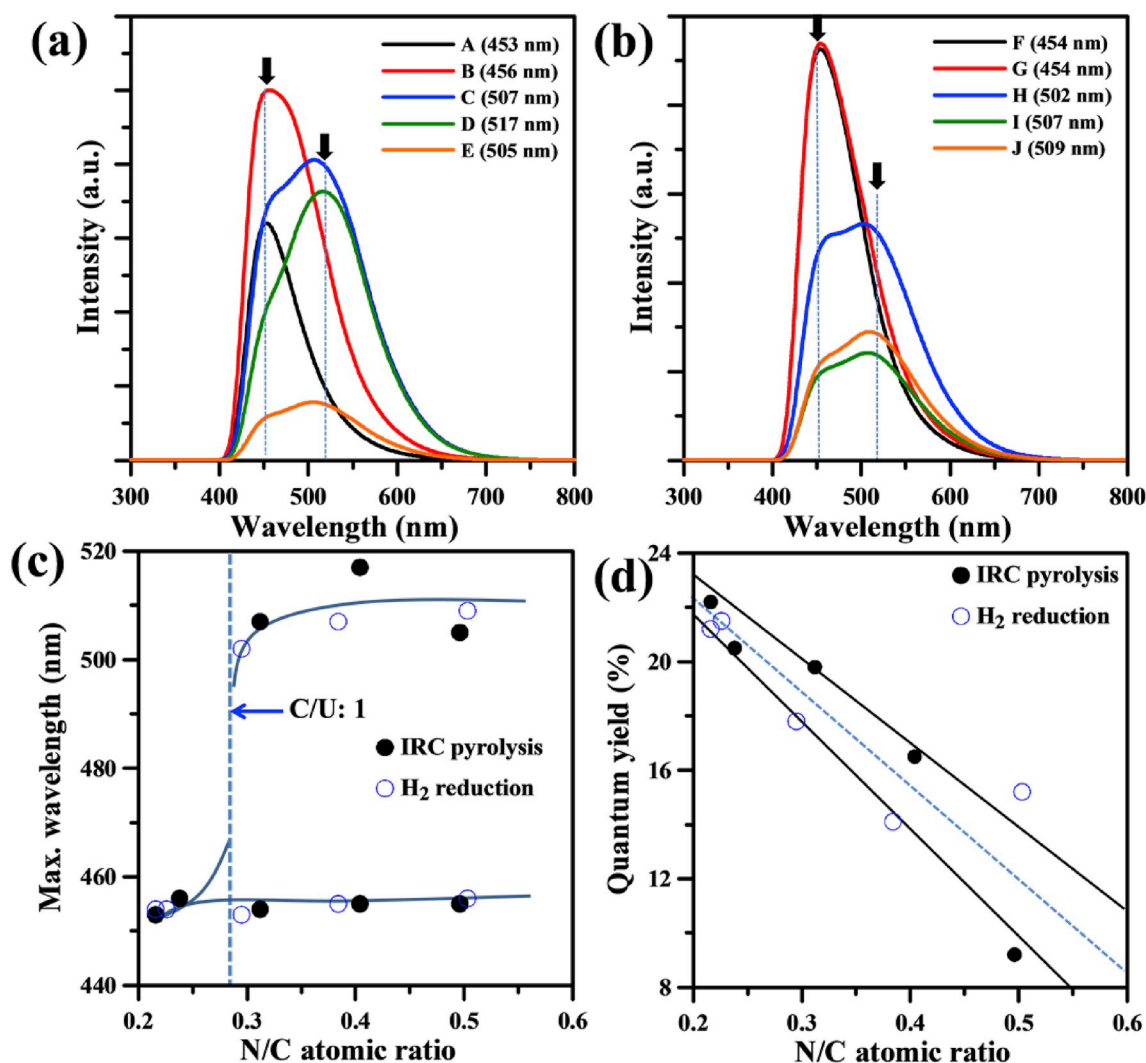 (a)
A (453 nm)
B (456 nm)
C (507 nm)
D (517 nm)
E (505 nm)
Intensity (a.u.)
300 400 500 600 700 800
Wavelength (nm)
(b)
F (454 nm)
G (454 nm)
H (502 nm)
I (507 nm)
J (509 nm)
Intensity (a.u.)
300 400 500 600 700 800
Wavelength (nm)
(c)
520
500
480
460
440
Max. wavelength (nm)
C/U: 1
IRC pyrolysis
H₂ reduction
0.2 0.3 0.4 0.5 0.6
N/C atomic ratio
(d)
24
20
16
12
8
Quantum yield (%)
IRC pyrolysis
H₂ reduction
0.2 0.3 0.4 0.5 0.6
N/C atomic ratio